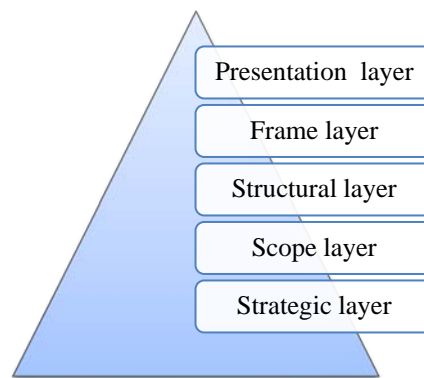 Presentation layer
Frame layer
Structural layer
Scope layer
Strategic layer